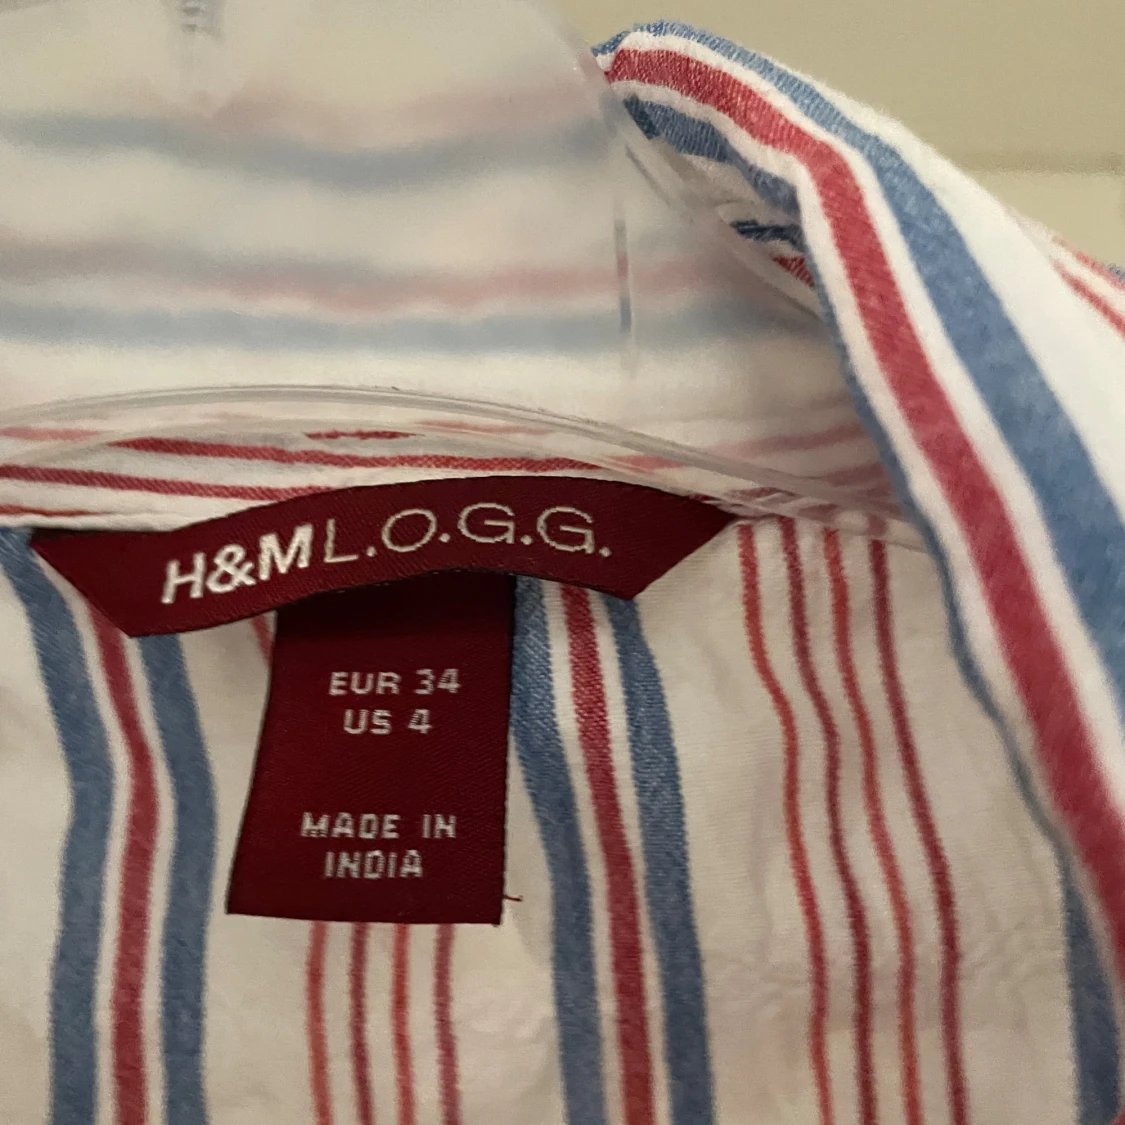 H&M L.O.G.G.
EUR 34
US 4
MADE IN
INDIA